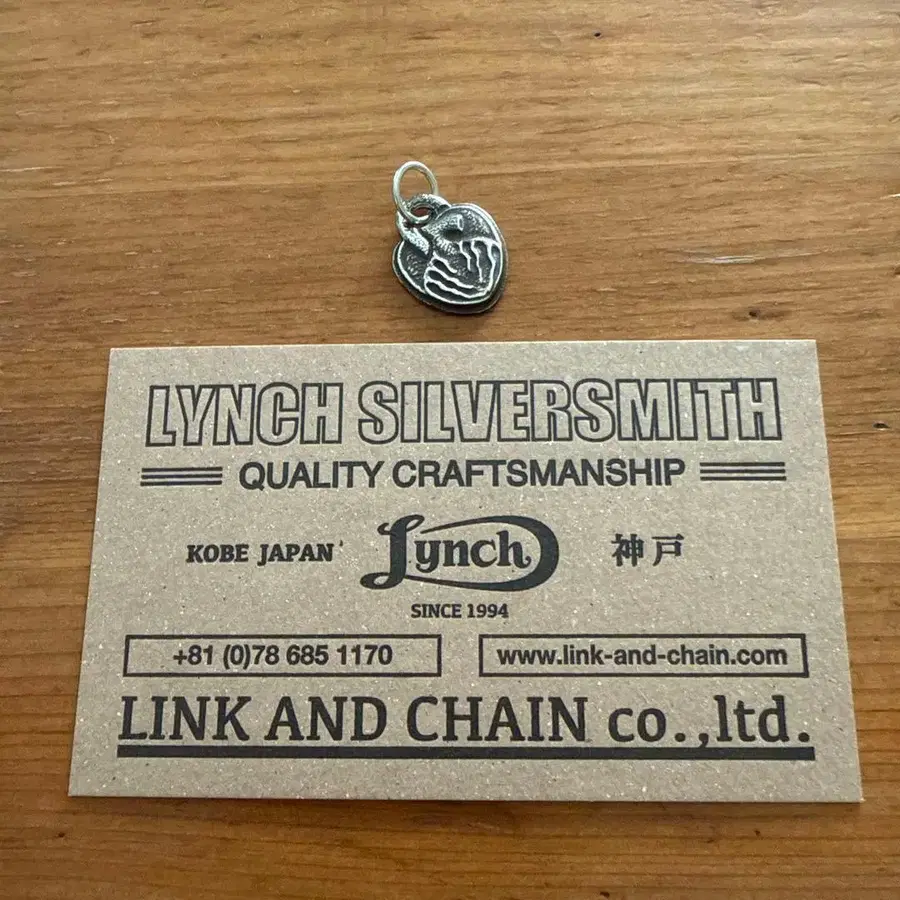 LYNCH SILVERSMITH
QUALITY CRAFTSMANSHIP
KOBE JAPAN Lynch 神戸
SINCE 1994
+81 (0)78 685 1170 www.link-and-chain.com
LINK AND CHAIN co.,ltd.